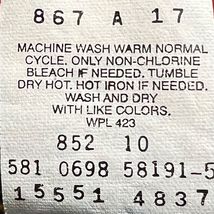 867 A 17
MACHINE WASH WARM NORMAL
CYCLE. ONLY NON-CHLORINE
BLEACH IF NEEDED. TUMBLE
DRY HOT. HOT IRON IF NEEDED.
WASH AND DRY
WITH LIKE COLORS.
WPL 423
852 10
581 0698 58191-5
15551 4837